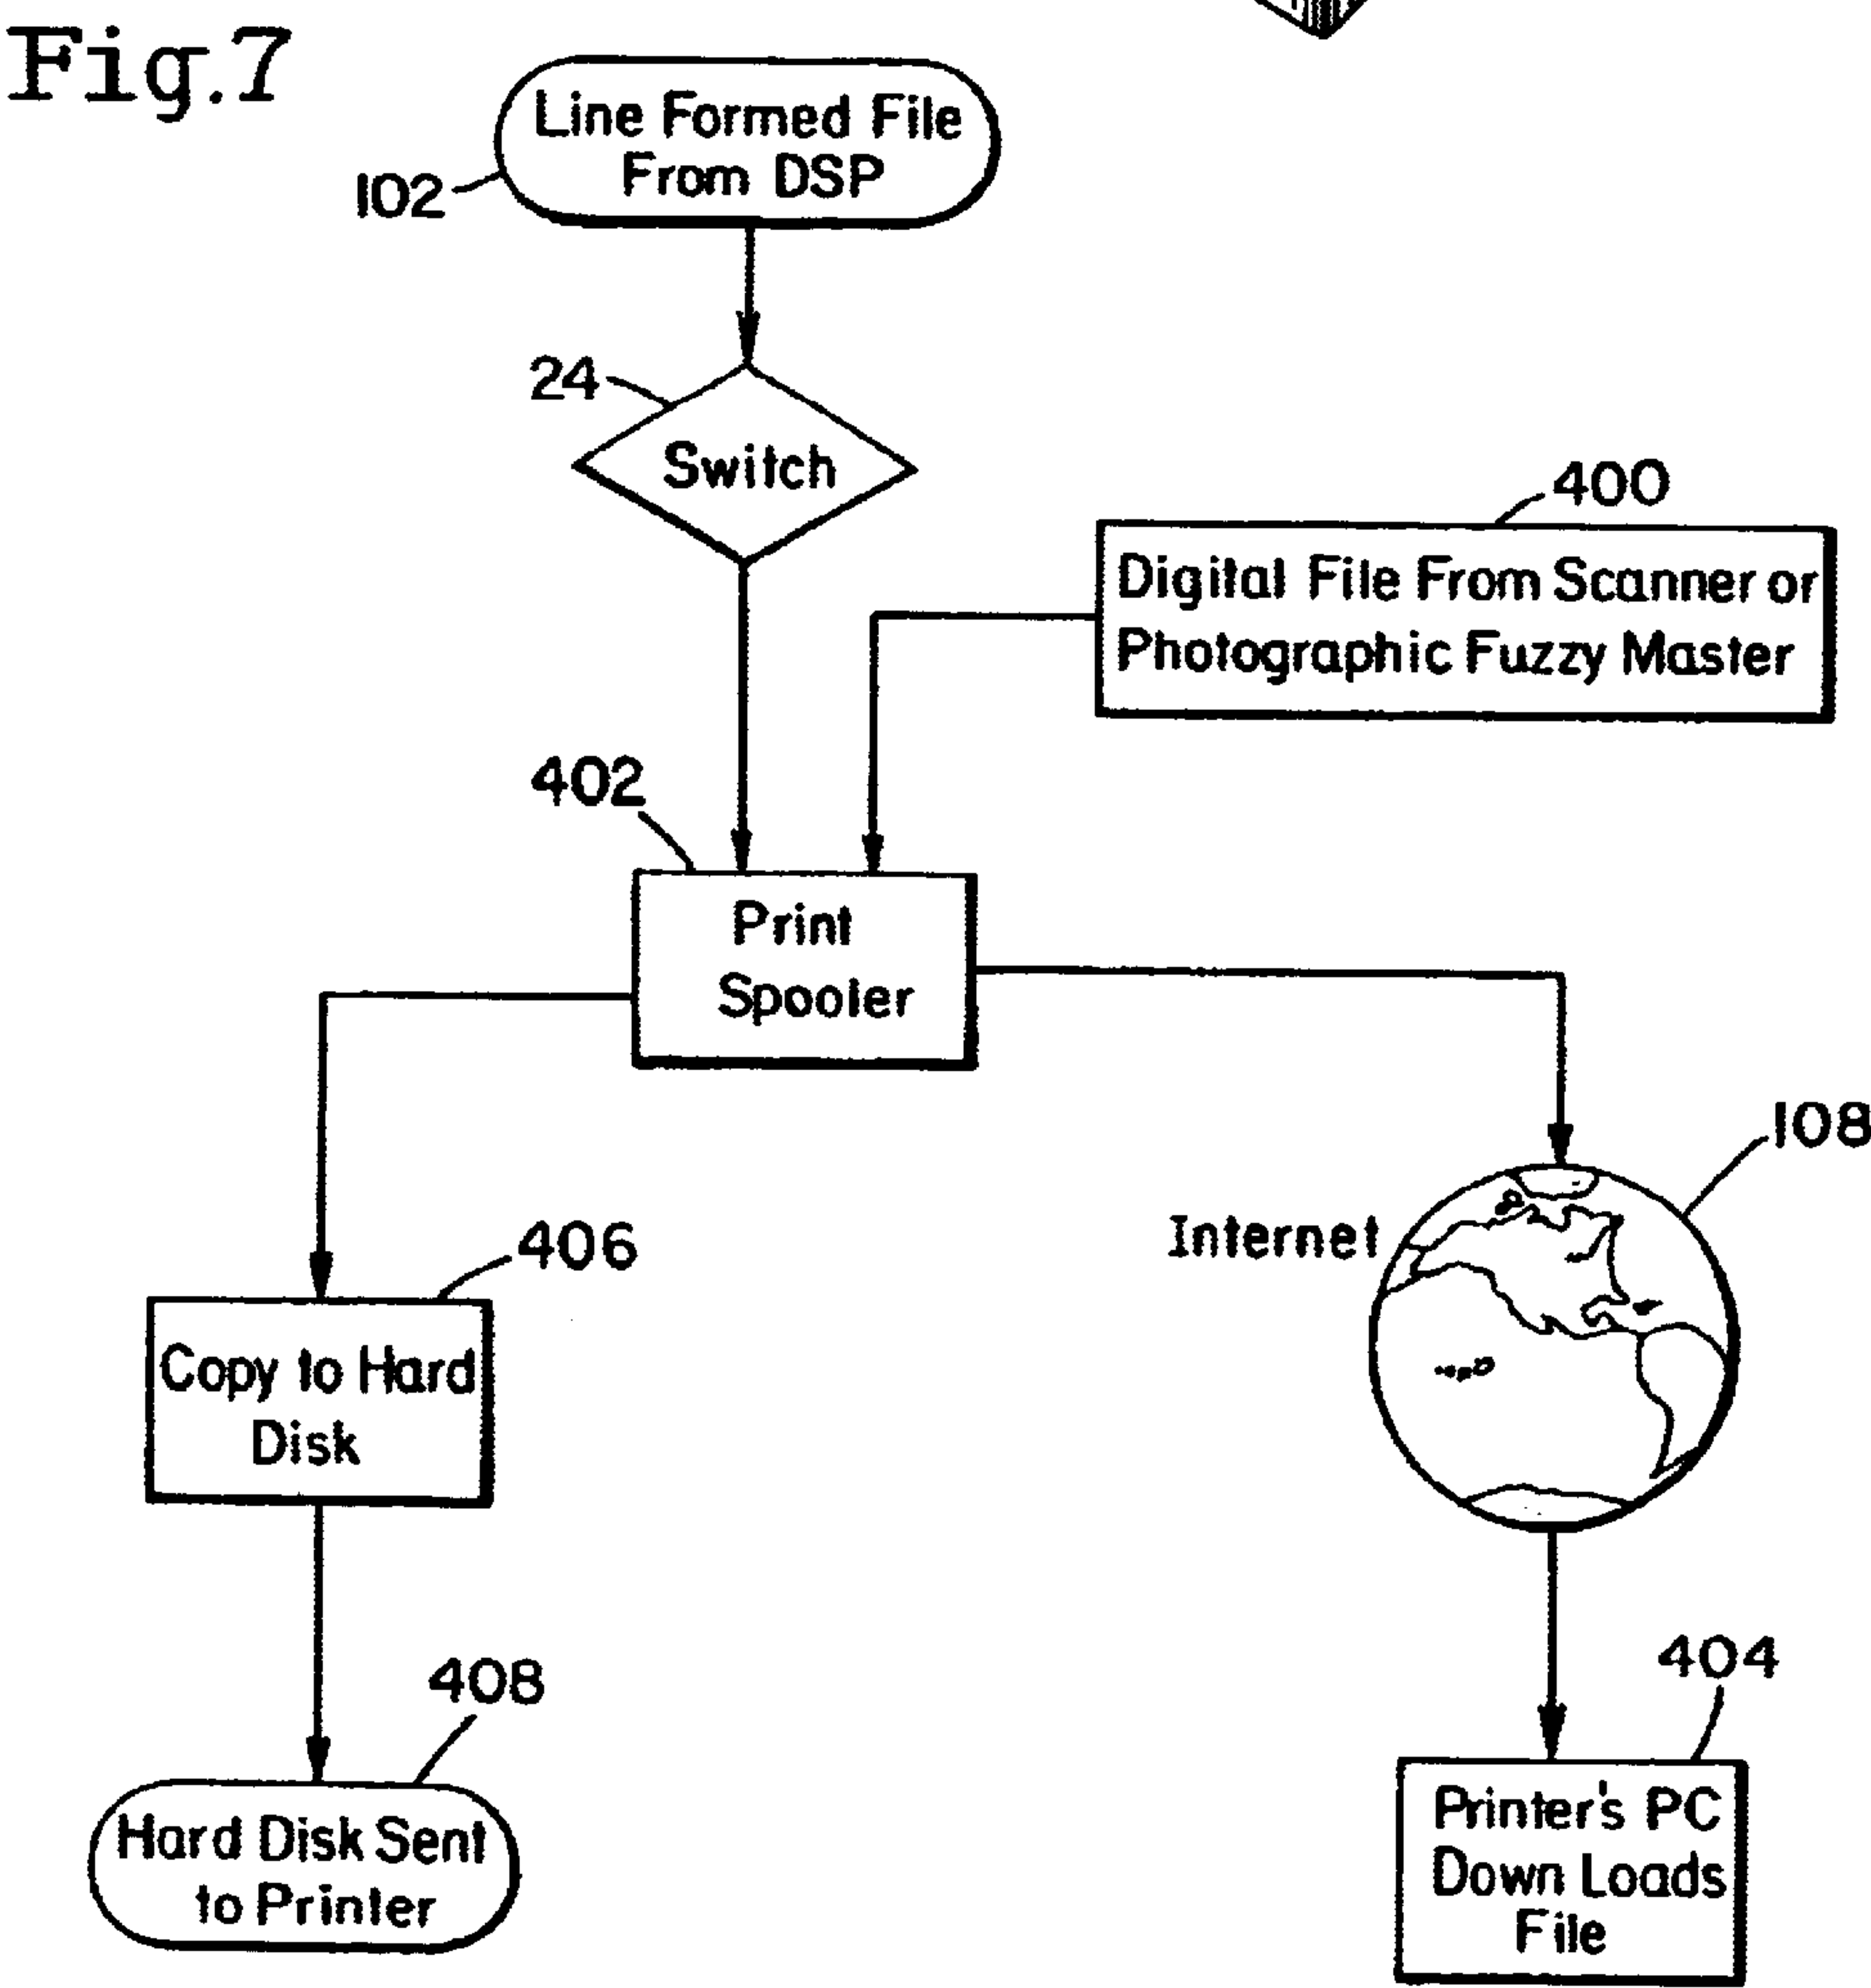 Fig.7
Line Formed File
From DSP
102
24
Switch
400
Digital File From Scanner or
Photographic Fuzzy Master
402
Print
Spooler
108
Internet
406
Copy to Hard
Disk
404
408
Printer's PC
Down Loads
File
Hard Disk Sent
to Printer